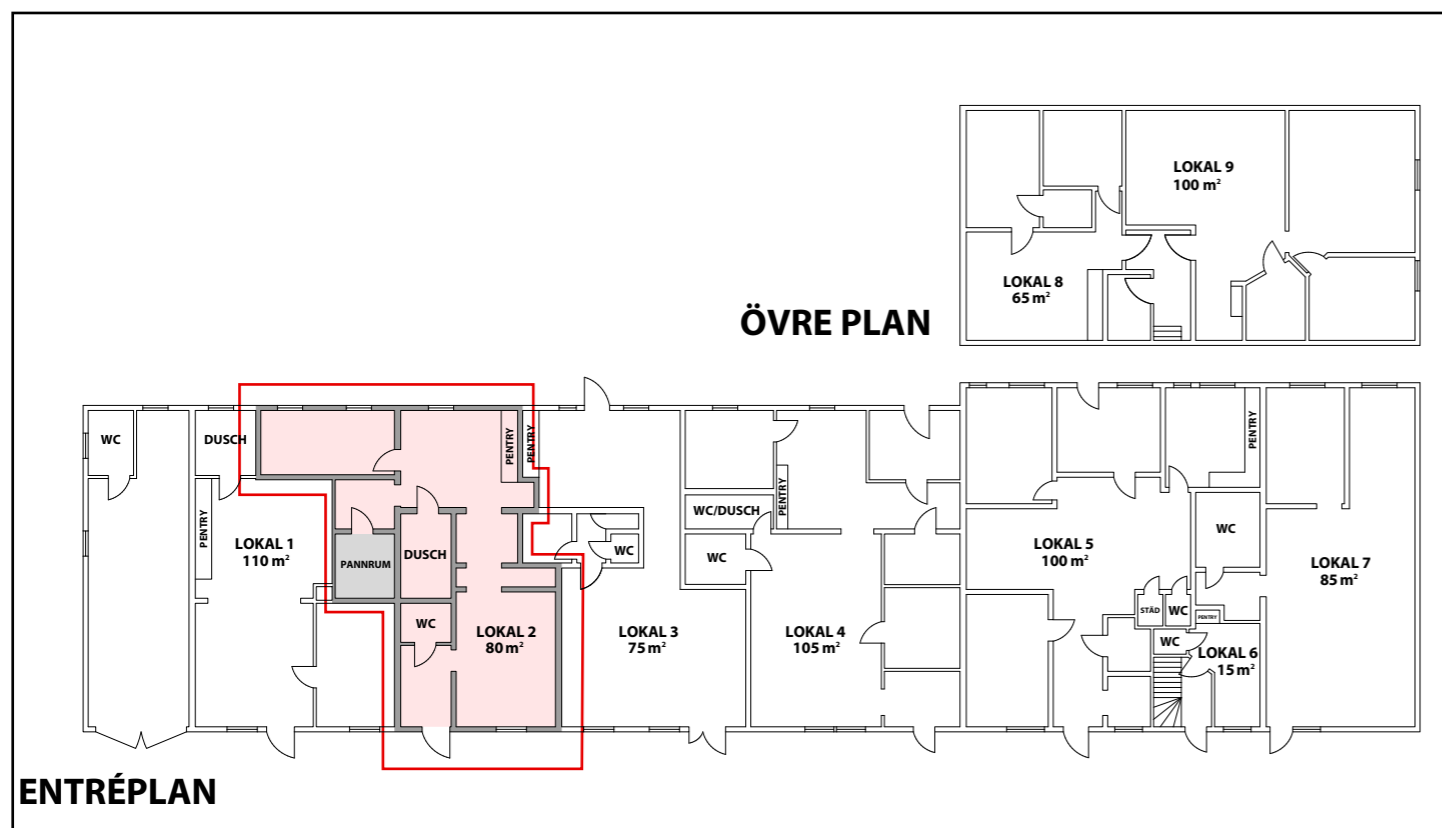 LOKAL 9
100 m²
LOKAL 8
65 m²
ÖVRE PLAN
WC
DUSCH
PENTRY
PENTRY
PENTRY
LOKAL 1
110 m²
PANNRUM
DUSCH
WC
LOKAL 2
80 m²
WC
LOKAL 3
75 m²
WC/DUSCH
PENTRY
WC
LOKAL 4
105 m²
PENTRY
LOKAL 5
100 m²
WC
STÄD
WC
PENTRY
WC
LOKAL 6
15 m²
LOKAL 7
85 m²
ENTRÉPLAN